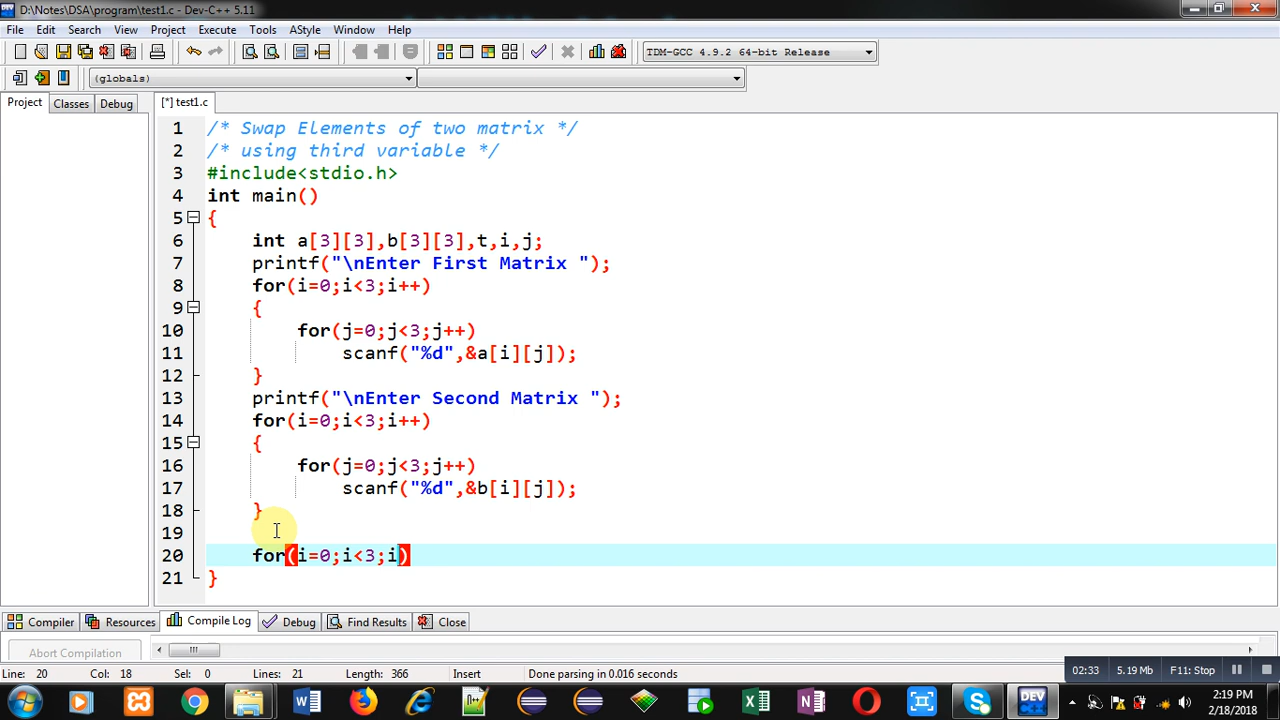 D:\Notes\DSA\program\test1.c - Dev-C++ 5.11
File Edit Search View Project Execute Tools AStyle Window Help
TDM-GCC 4.9.2 64-bit Release
(globals)
Project Classes Debug [*] test1.c
1 /* Swap Elements of two matrix */
2 /* using third variable */
3 #include<stdio.h>
4 int main()
5 {
6 int a[3][3],b[3][3],t,i,j;
7 printf("\nEnter First Matrix ");
8 for(i=0;i<3;i++)
9 {
10 for(j=0;j<3;j++)
11 scanf("%d",&a[i][j]);
12 }
13 printf("\nEnter Second Matrix ");
14 for(i=0;i<3;i++)
15 {
16 for(j=0;j<3;j++)
17 scanf("%d",&b[i][j]);
18 }
19
20 for(i=0;i<3;i)
21 }
Compiler Resources Compile Log Debug Find Results Close
Abort Compilation
Line: 20 Col: 18 Sel: 0 Lines: 21 Length: 366 Insert Done parsing in 0.016 seconds
02:33 5.19 Mb F11: Stop
2:19 PM
2/18/2018